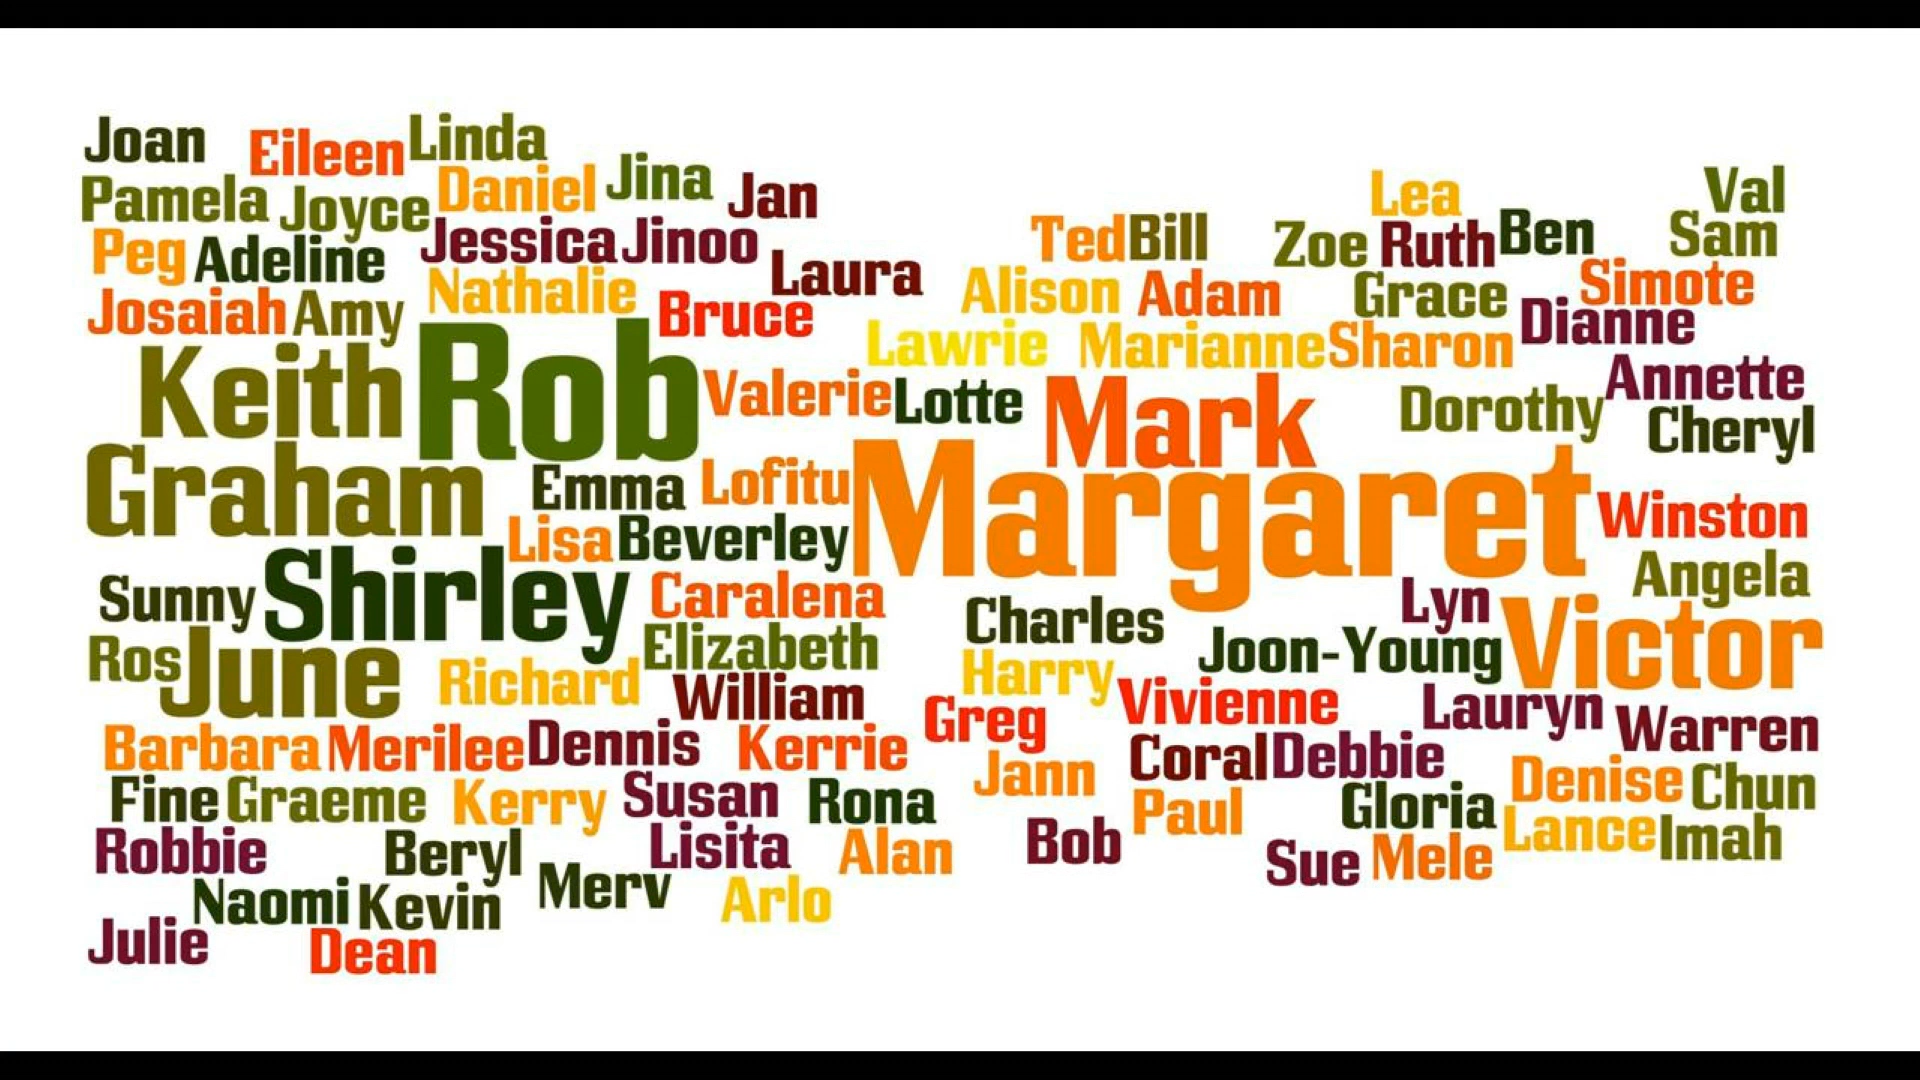 Joan Eileen Linda
Pamela Joyce Daniel Jina Jan Lea Val
Peg Adeline Jessica Jinoo Laura Ted Bill Zoe Ruth Ben Sam
Josaiah Amy Nathalie Bruce Alison Adam Grace Dianne Simote
Keith Rob Lawrie Marianne Sharon Annette
Valerie Lotte Mark Dorothy Cheryl
Graham Emma Lofitu Margaret Winston
Lisa Beverley Angela
Sunny Shirley Caralena Charles Lyn Victor
Ros June Richard Elizabeth Harry Joon-Young
William Greg Vivienne Lauryn Warren
Barbara Merilee Dennis Kerrie Jann Coral Debbie Denise Chun
Fine Graeme Kerry Susan Rona Paul Gloria Lance Imah
Robbie Beryl Lisita Alan Bob Sue Mele
Naomi Kevin Merv Arlo
Julie Dean